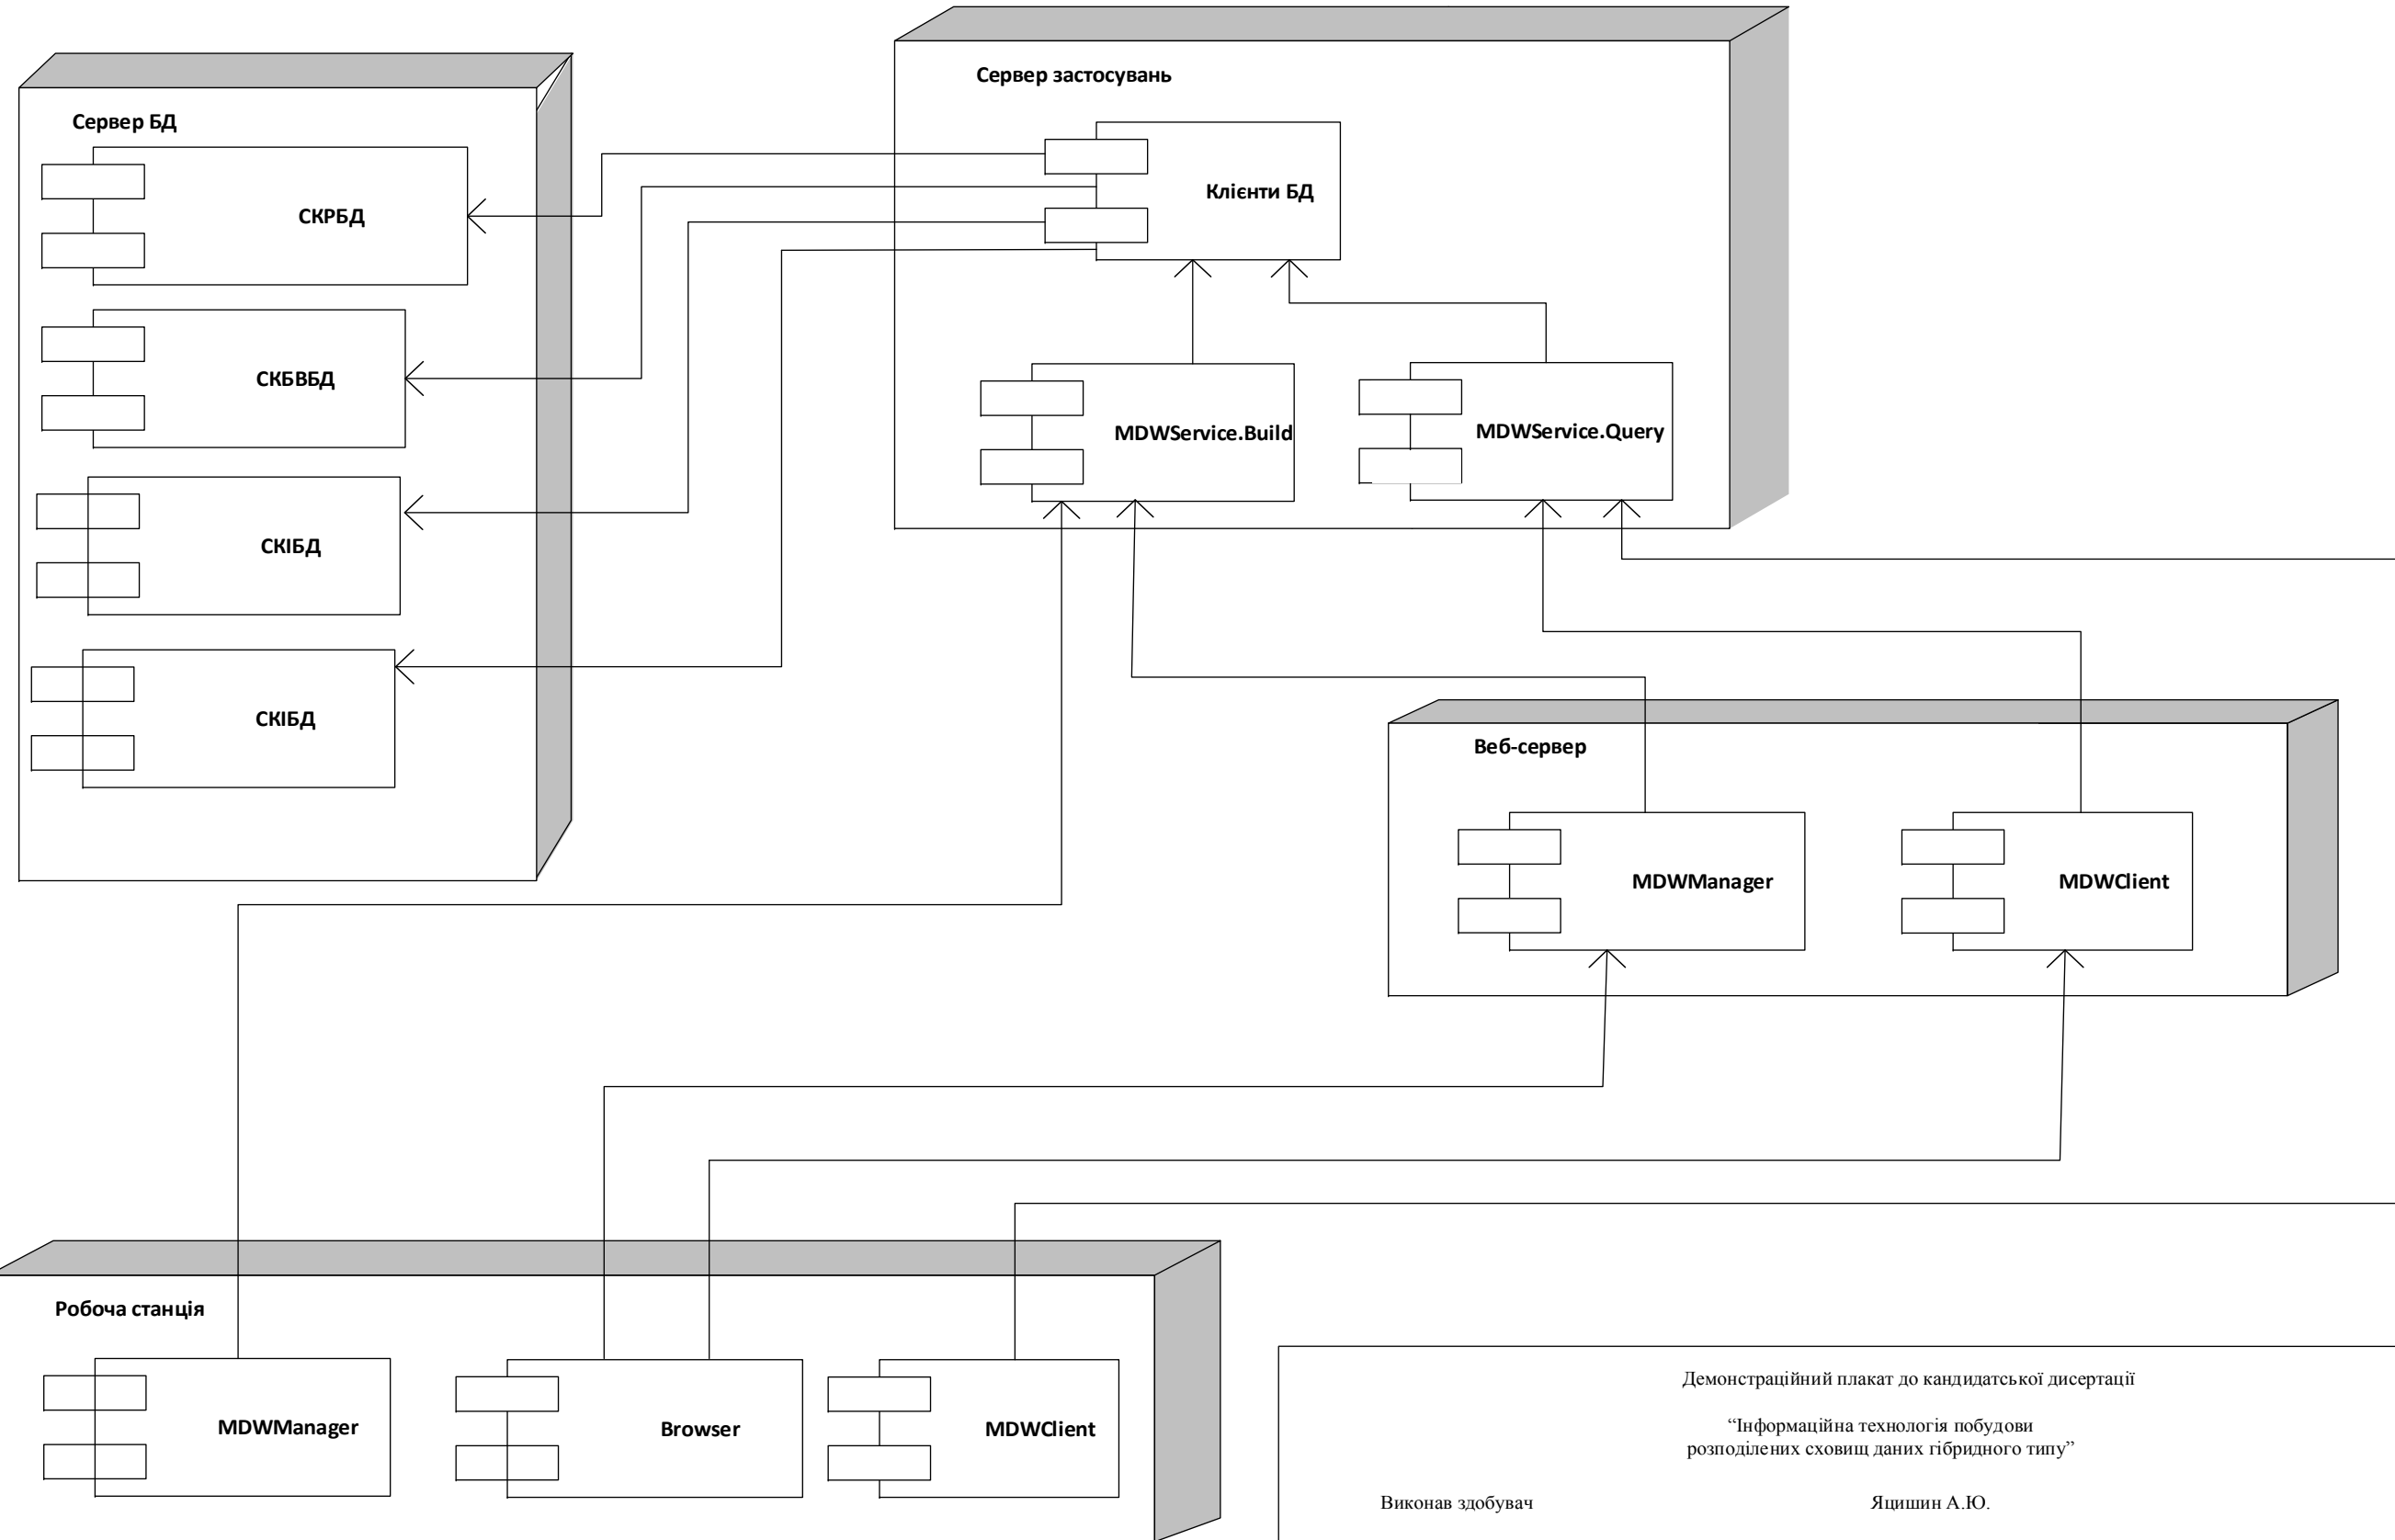 Сервер БД
СКРБД
СКБВБД
СКІБД
СКІБД
Сервер застосувань
Клієнти БД
MDWService.Build
MDWService.Query
Веб-сервер
MDWManager
MDWClient
Робоча станція
MDWManager
Browser
MDWClient
Демонстраційний плакат до кандидатської дисертації
“Інформаційна технологія побудови
розподілених сховищ даних гібридного типу”
Виконав здобувач Яцишин А.Ю.